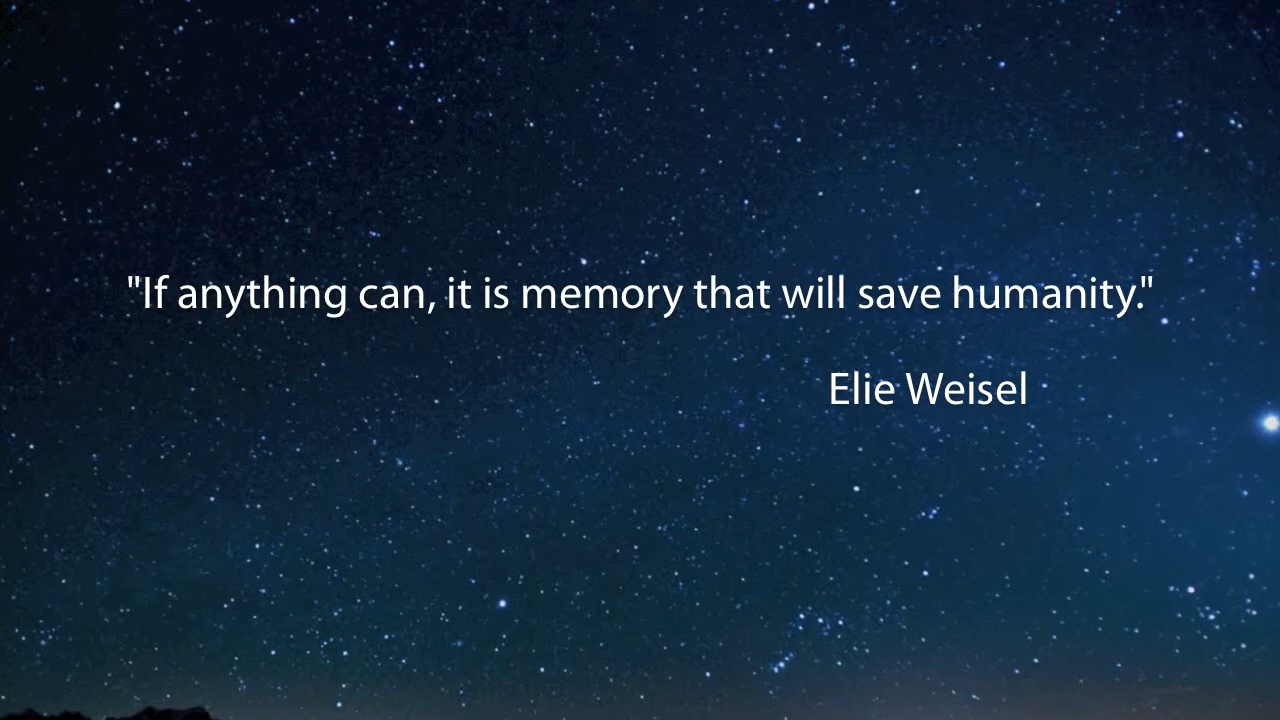 "If anything can, it is memory that will save humanity."
Elie Weisel